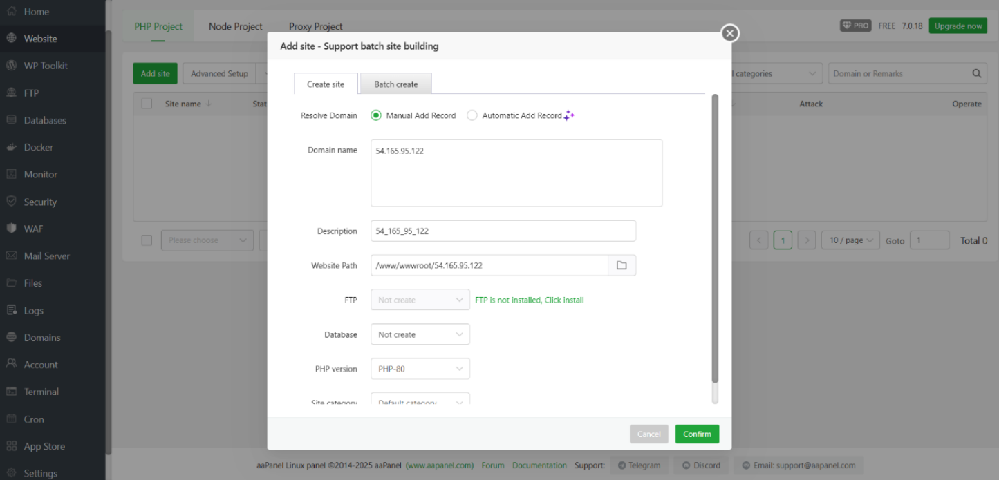 Home
Website
WP Toolkit
FTP
Databases
Docker
Monitor
Security
WAF
Mail Server
Files
Logs
Domains
Account
Terminal
Cron
App Store
Settings
PHP Project Node Project Proxy Project
PRO FREE 7.0.18 Upgrade now
Add site Advanced Setup
categories Domain or Remarks
Site name Stat Attack Operate
Please choose
1 10 / page Goto 1 Total 0
Add site - Support batch site building
Create site Batch create
Resolve Domain Manual Add Record Automatic Add Record
Domain name 54.165.95.122
Description 54_165_95_122
Website Path /www/wwwroot/54.165.95.122
FTP Not create FTP is not installed, Click install
Database Not create
PHP version PHP-80
Site category Default category
Cancel Confirm
aaPanel Linux panel ©2014-2025 aaPanel (www.aapanel.com) Forum Documentation Support: Telegram Discord Email: support@aapanel.com